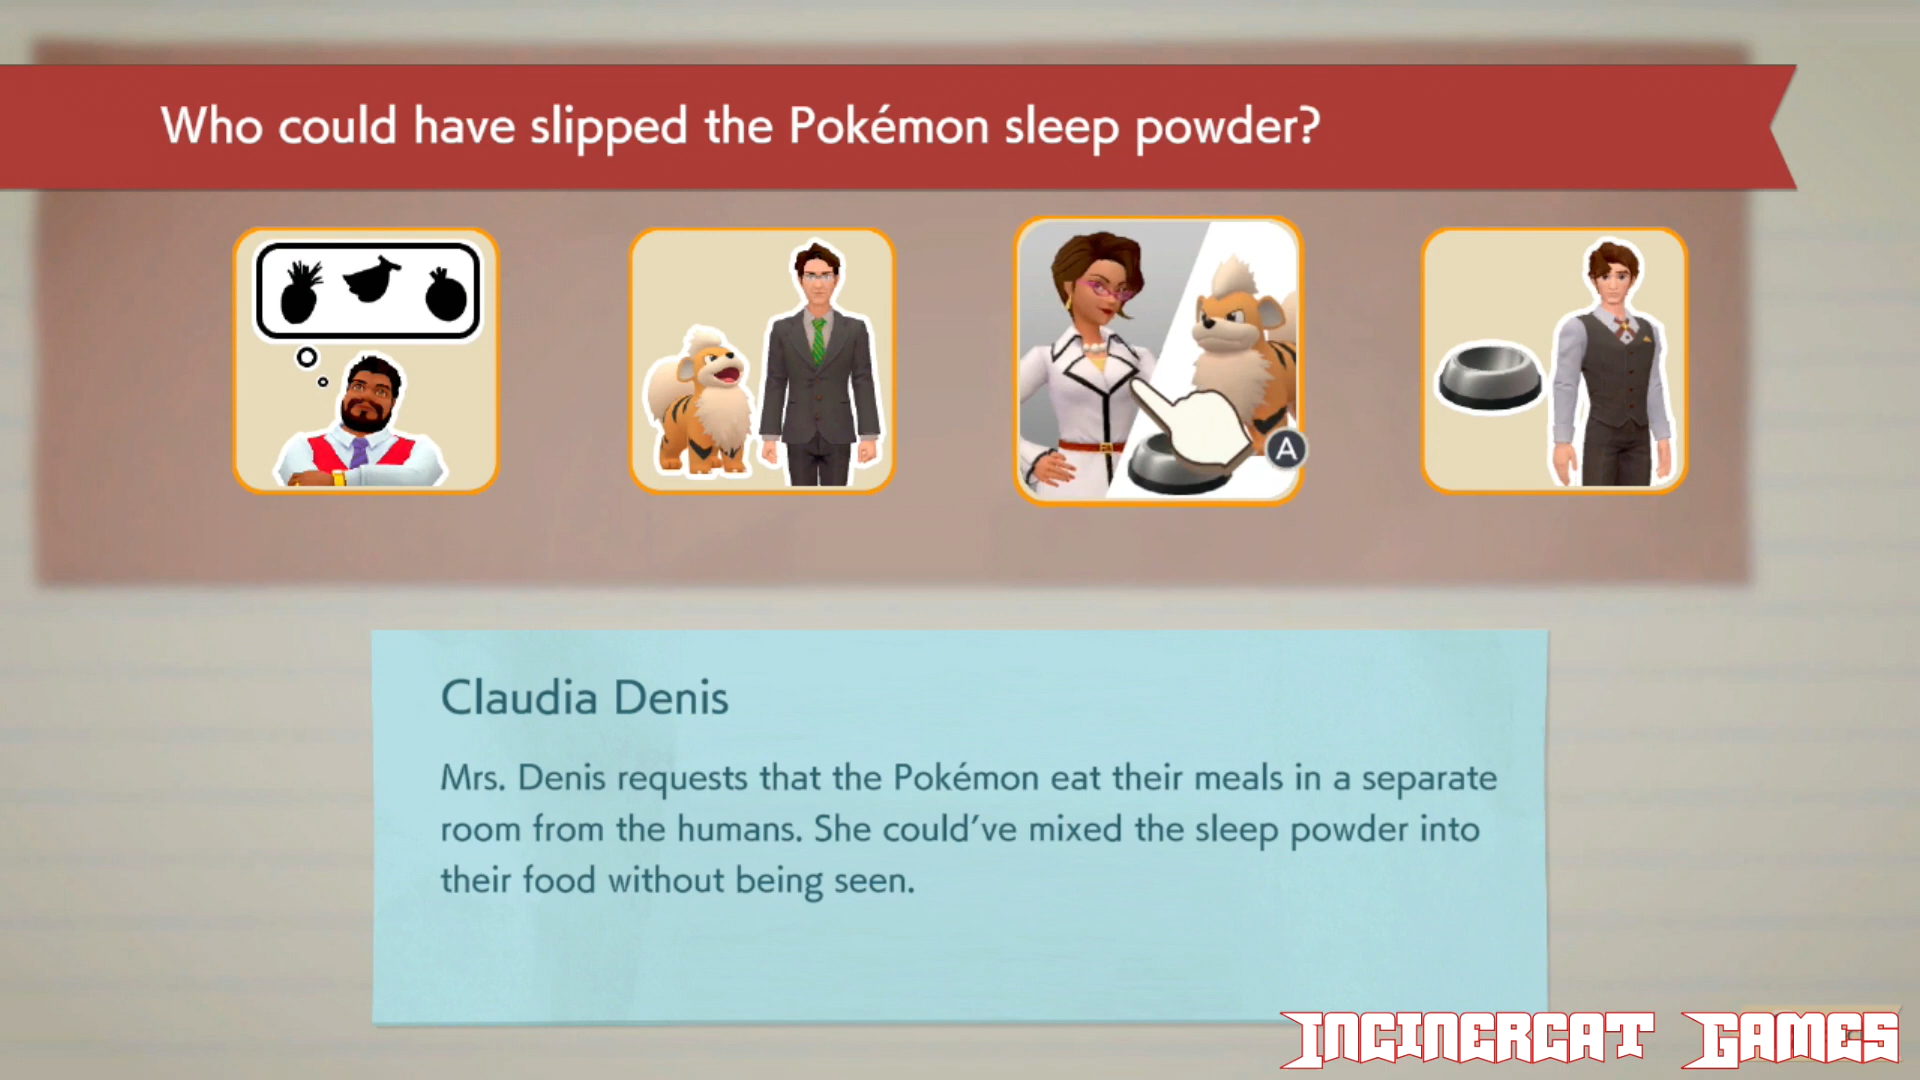 Who could have slipped the Pokémon sleep powder?
A
Claudia Denis
Mrs. Denis requests that the Pokémon eat their meals in a separate
room from the humans. She could've mixed the sleep powder into
their food without being seen.
INCINERCAT GAMES